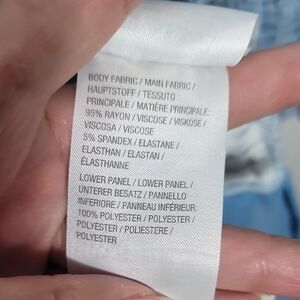 BODY FABRIC / MAIN FABRIC /
HAUPTSTOFF / TESSUTO
PRINCIPALE / MATIÈRE PRINCIPALE:
95% RAYON / VISCOSE / VISKOSE /
VISCOSA / VISCOSE
5% SPANDEX / ELASTANE /
ELASTHAN / ELASTAN /
ÉLASTHANNE
LOWER PANEL / LOWER PANEL /
UNTERER BESATZ / PANNELLO
INFERIORE / PANNEAU INFÉRIEUR:
100% POLYESTER / POLYESTER /
POLYESTER / POLIESTERE /
POLYESTER